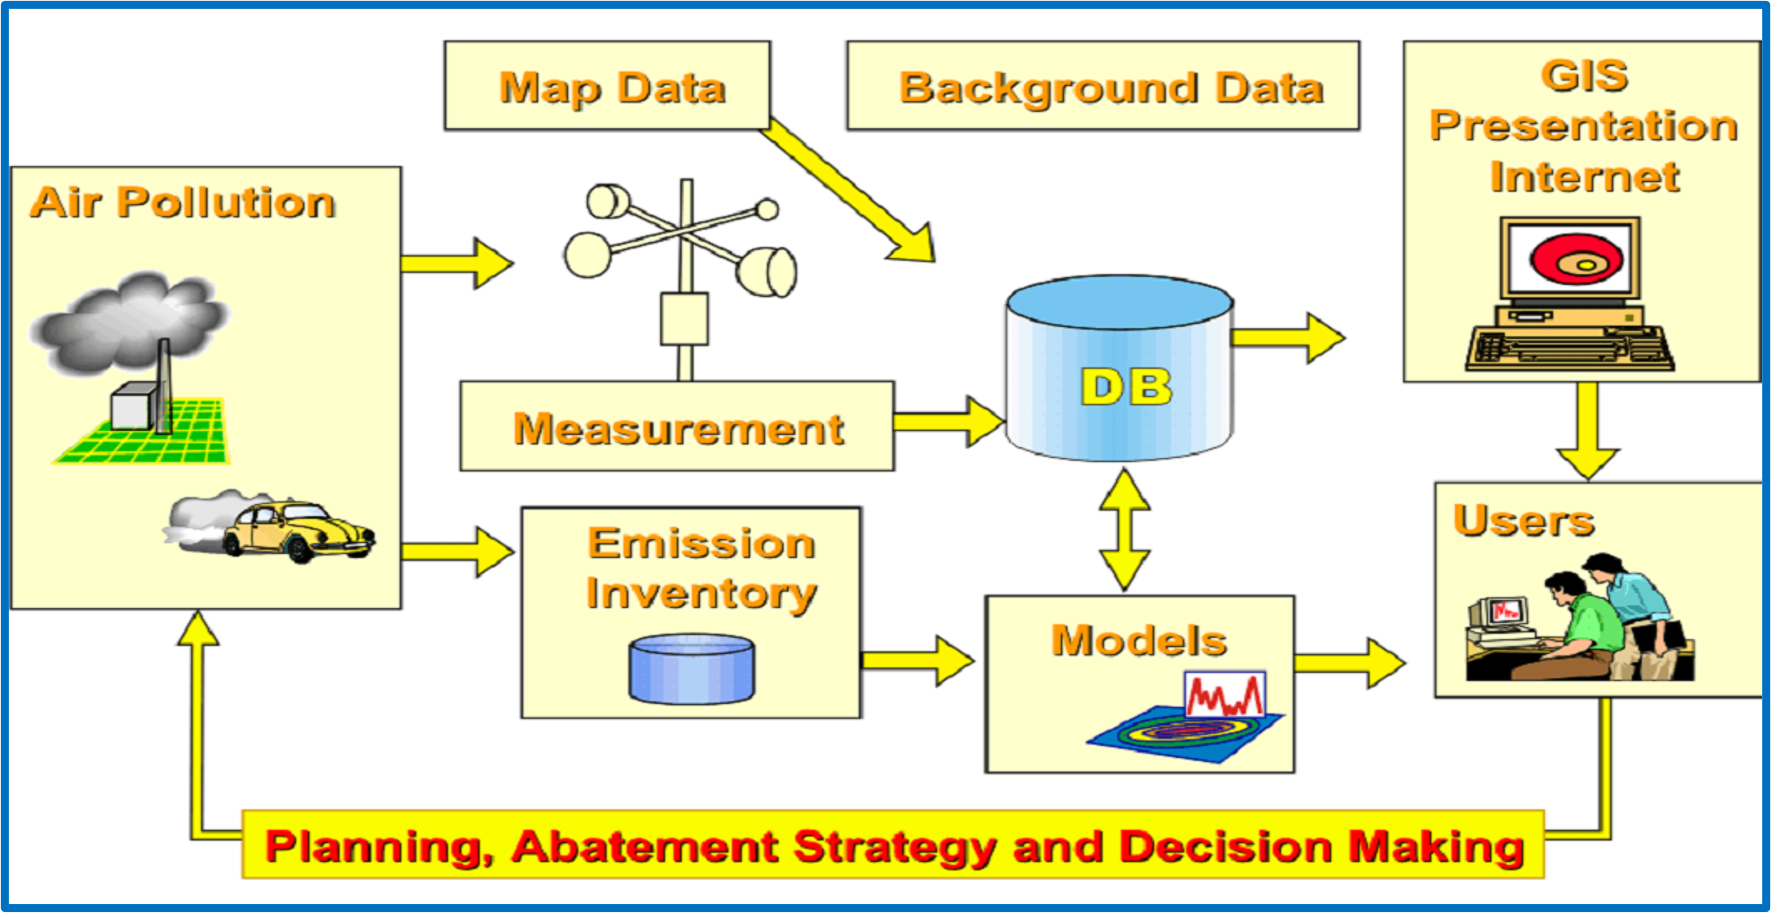 Map Data
Background Data
GIS
Presentation
Internet
Air Pollution
Measurement
DB
Emission
Inventory
Models
Users
Planning, Abatement Strategy and Decision Making